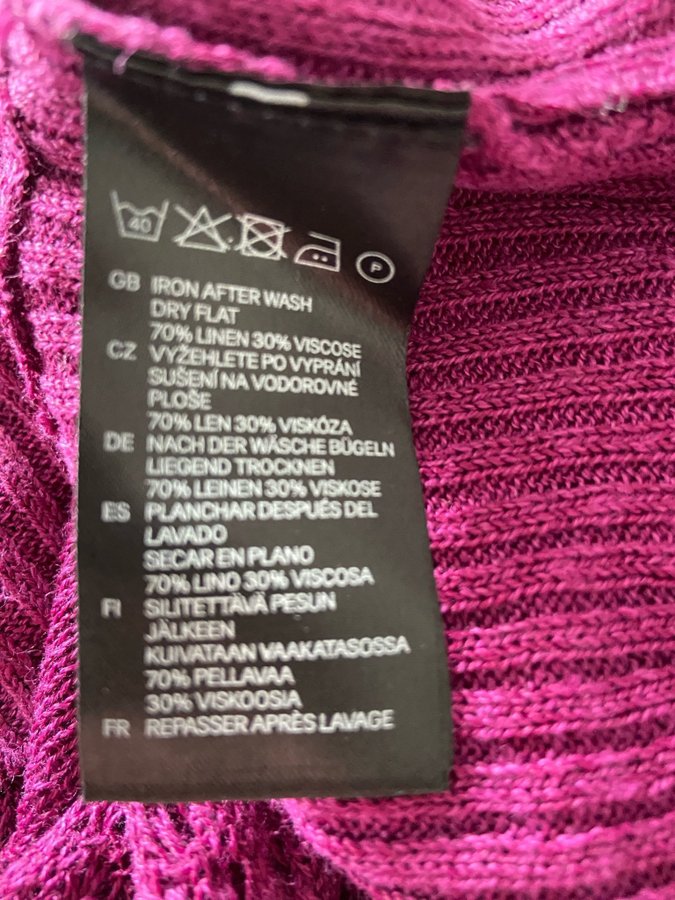 40
P
GB IRON AFTER WASH
DRY FLAT
70% LINEN 30% VISCOSE
CZ VYŽEHLETE PO VYPRÁNÍ
SUŠENÍ NA VODOROVNÉ
PLOŠE
70% LEN 30% VISKÓZA
DE NACH DER WÄSCHE BÜGELN
LIEGEND TROCKNEN
70% LEINEN 30% VISKOSE
ES PLANCHAR DESPUÉS DEL
LAVADO
SECAR EN PLANO
70% LINO 30% VISCOSA
FI SILITETTÄVÄ PESUN
JÄLKEEN
KUIVATAAN VAAKATASOSSA
70% PELLAVAA
30% VISKOOSIA
FR REPASSER APRÈS LAVAGE